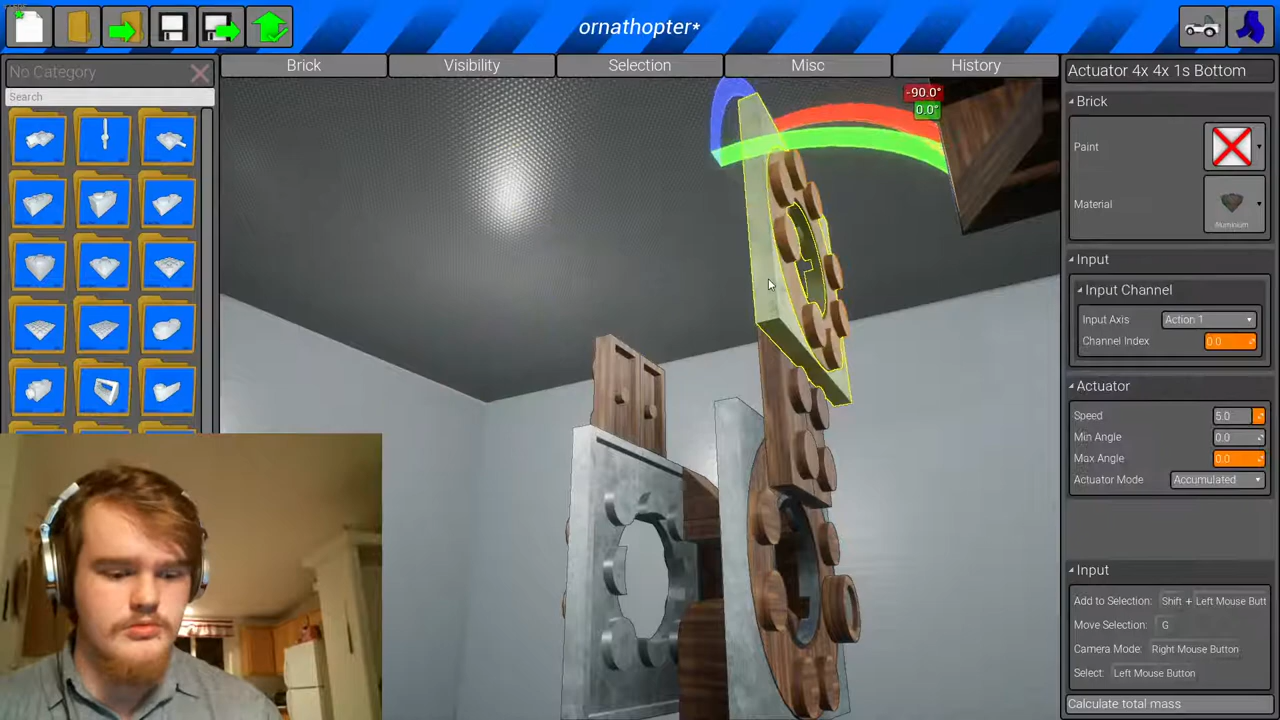 ornathopter*
No Category
Search
Brick
Visibility
Selection
Misc
History
-90.0°
0.0°
Actuator 4x 4x 1s Bottom
Brick
Paint
Material
Aluminium
Input
Input Channel
Input Axis
Action 1
Channel Index
0.0
Actuator
Speed
5.0
Min Angle
0.0
Max Angle
0.0
Actuator Mode
Accumulated
Input
Add to Selection:
Shift + Left Mouse Butt
Move Selection:
G
Camera Mode:
Right Mouse Button
Select:
Left Mouse Button
Calculate total mass